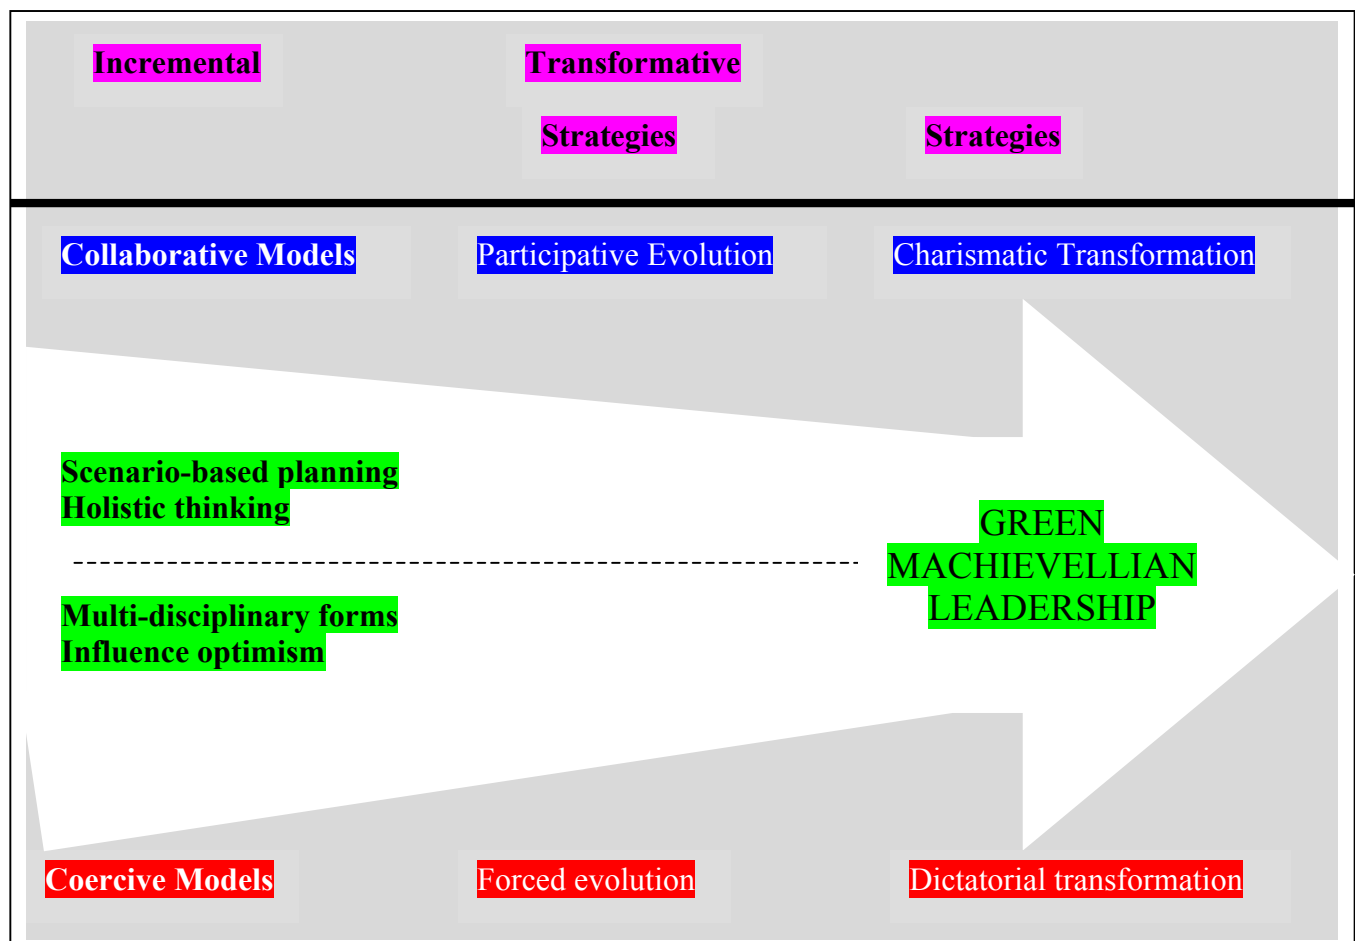 Incremental Transformative
Strategies Strategies
Collaborative Models Participative Evolution Charismatic Transformation
Scenario-based planning
Holistic thinking
GREEN
MACHIEVELLIAN
LEADERSHIP
Multi-disciplinary forms
Influence optimism
Coercive Models Forced evolution Dictatorial transformation